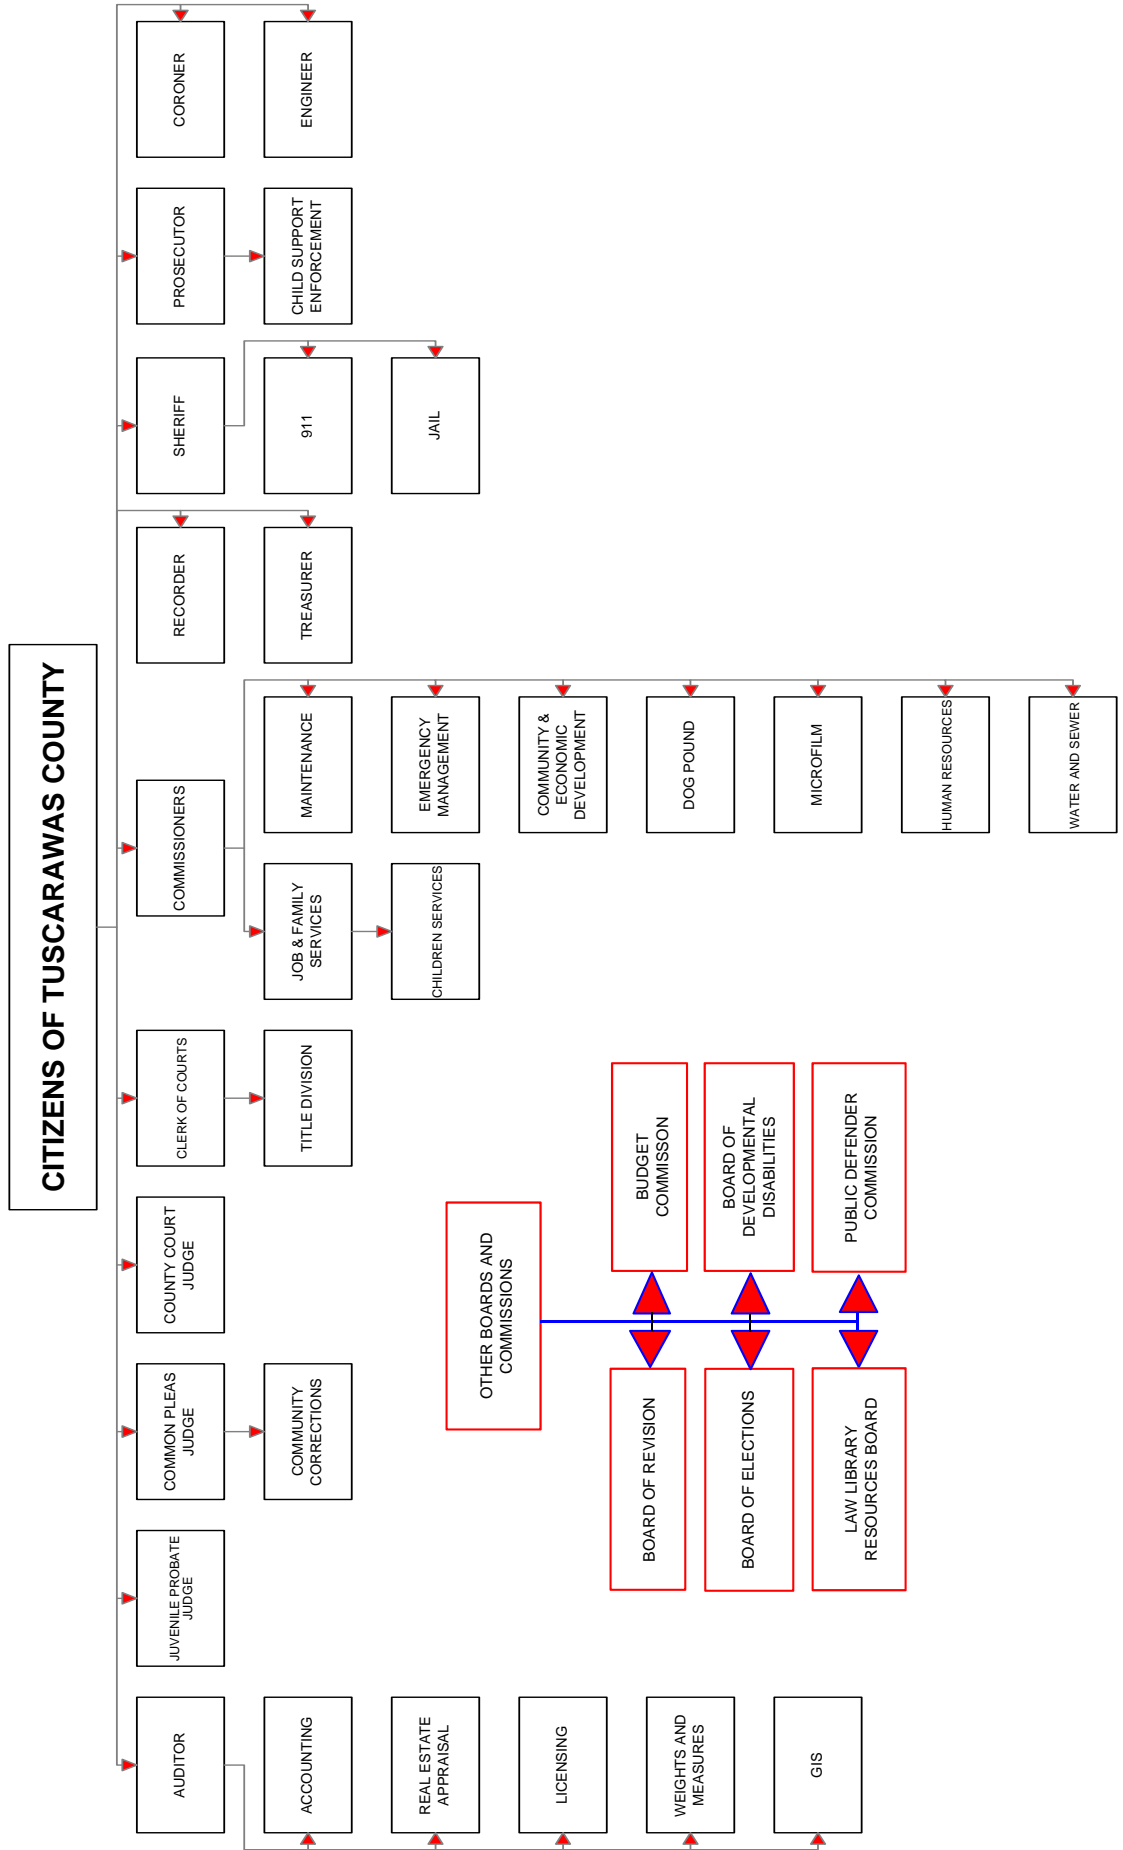 CITIZENS OF TUSCARAWAS COUNTY
AUDITOR
JUVENILE PROBATE
JUDGE
COMMON PLEAS
JUDGE
COUNTY COURT
JUDGE
CLERK OF COURTS
COMMISSIONERS
RECORDER
SHERIFF
PROSECUTOR
CORONER
ACCOUNTING
COMMUNITY
CORRECTIONS
TITLE DIVISION
JOB & FAMILY
SERVICES
MAINTENANCE
TREASURER
911
CHILD SUPPORT
ENFORCEMENT
ENGINEER
REAL ESTATE
APPRAISAL
CHILDREN SERVICES
EMERGENCY
MANAGEMENT
JAIL
OTHER BOARDS AND
COMMISSIONS
LICENSING
COMMUNITY &
ECONOMIC
DEVELOPMENT
BOARD OF REVISION
BUDGET
COMMISSON
WEIGHTS AND
MEASURES
DOG POUND
BOARD OF ELECTIONS
BOARD OF
DEVELOPMENTAL
DISABILITIES
GIS
MICROFILM
LAW LIBRARY
RESOURCES BOARD
PUBLIC DEFENDER
COMMISSION
HUMAN RESOURCES
WATER AND SEWER